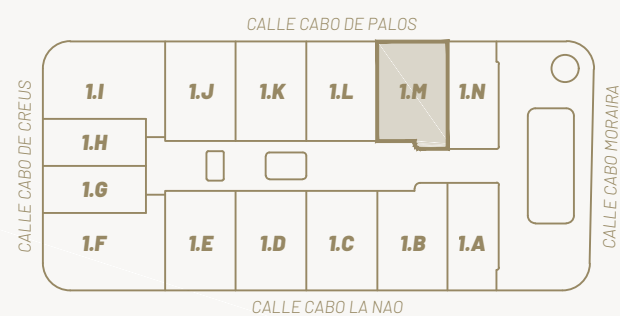 CALLE CABO DE PALOS
CALLE CABO DE CREUS
1.I
1.J
1.K
1.L
1.M
1.N
1.H
1.G
1.F
1.E
1.D
1.C
1.B
1.A
CALLE CABO MORAIRA
CALLE CABO LA NAO